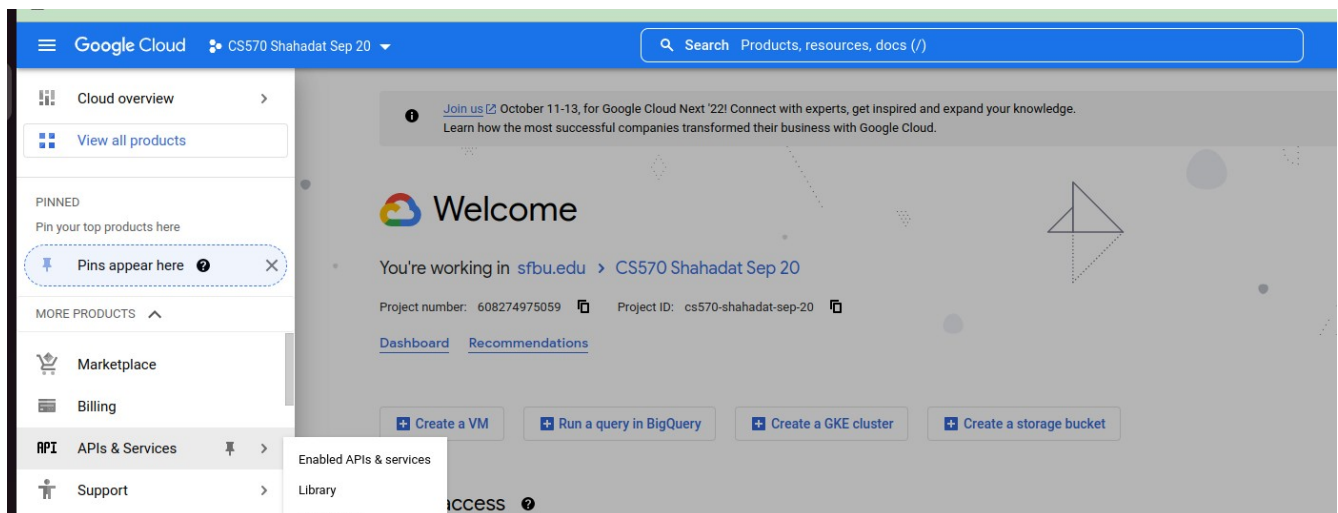 Google Cloud
CS570 Shahadat Sep 20
Search Products, resources, docs (/)
Cloud overview
View all products
PINNED
Pin your top products here
Pins appear here
MORE PRODUCTS
Marketplace
Billing
API APIs & Services
Support
Enabled APIs & services
Library
Join us October 11-13, for Google Cloud Next '22! Connect with experts, get inspired and expand your knowledge.
Learn how the most successful companies transformed their business with Google Cloud.
Welcome
You're working in sfbu.edu > CS570 Shahadat Sep 20
Project number: 608274975059 Project ID: cs570-shahadat-sep-20
Dashboard Recommendations
Create a VM Run a query in BigQuery Create a GKE cluster Create a storage bucket
access